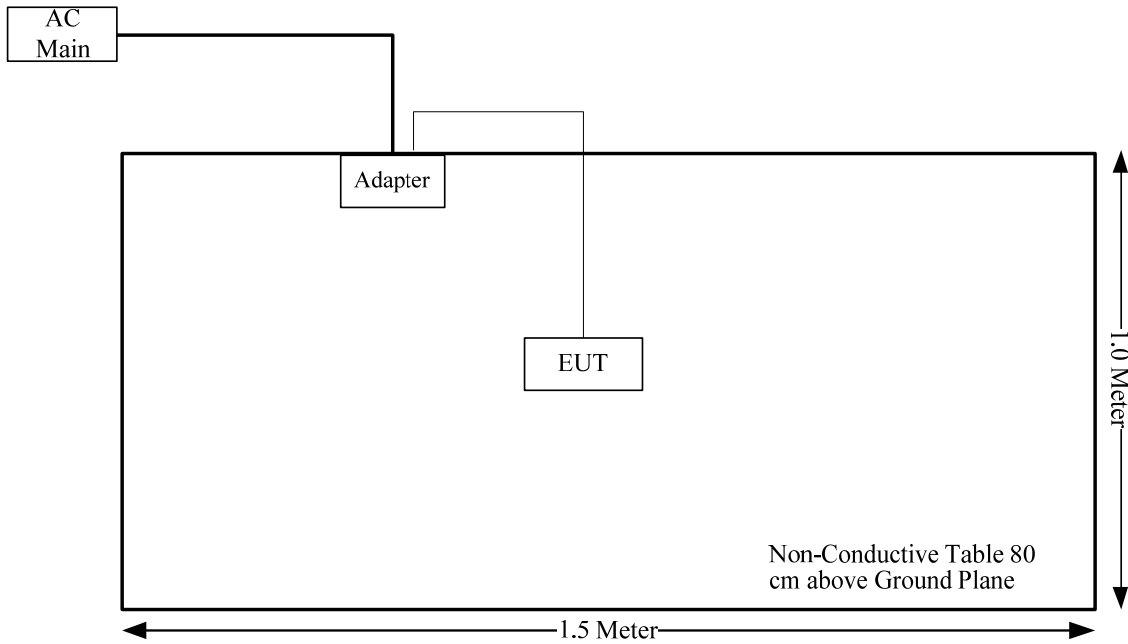 AC
Main
Adapter
EUT
1.0 Meter
Non-Conductive Table 80
cm above Ground Plane
1.5 Meter